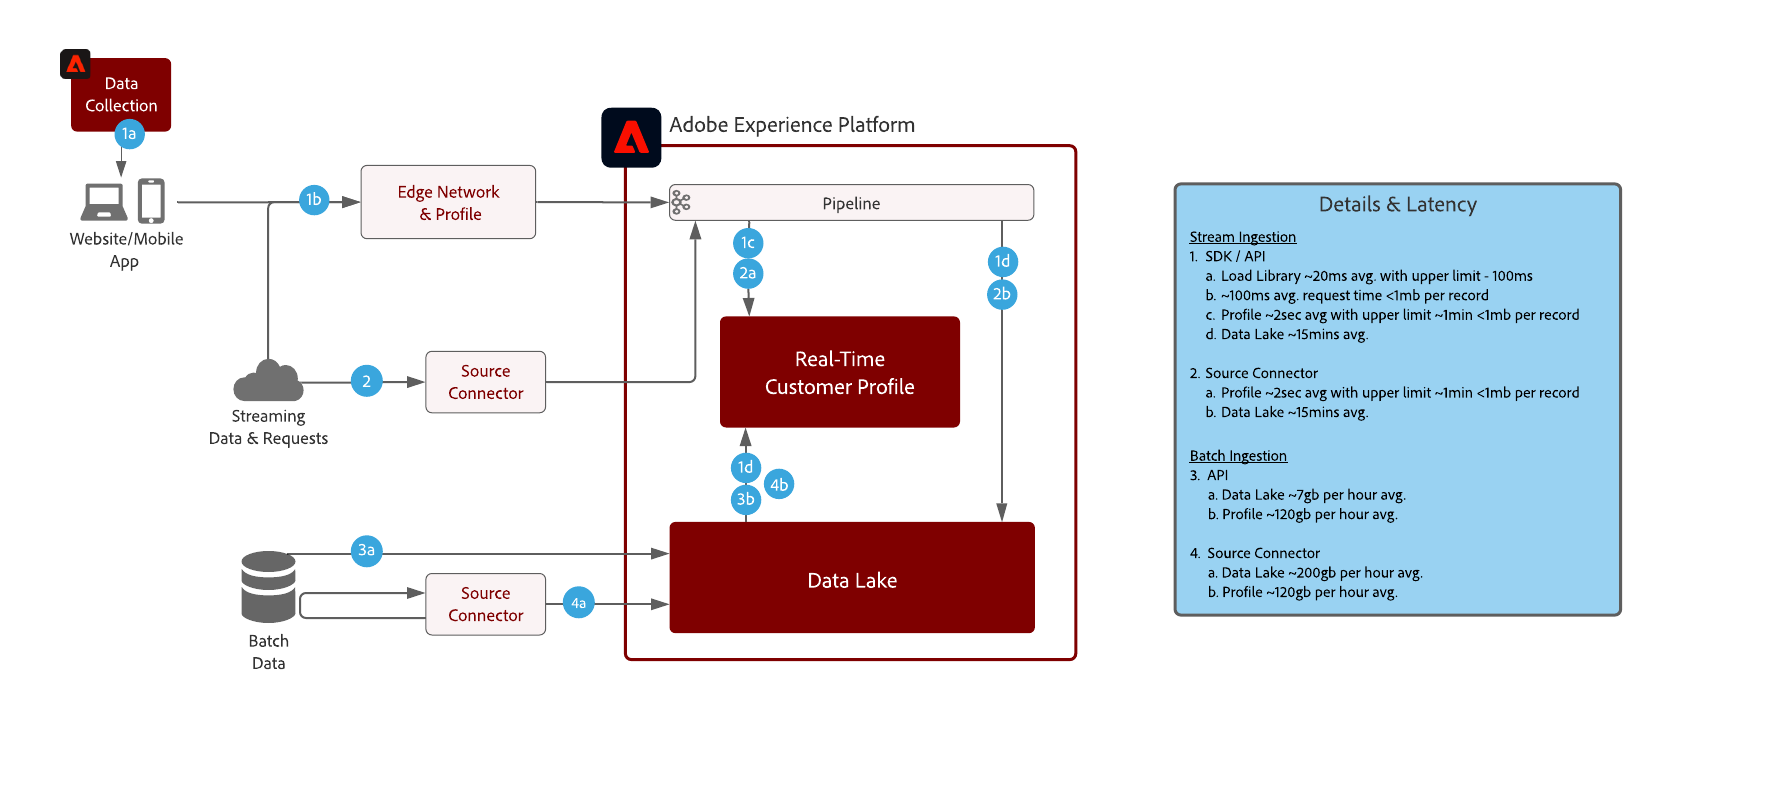 Data
Collection
1a
Website/Mobile
App
1b
Edge Network
& Profile
Streaming
Data & Requests
2
Source
Connector
Batch
Data
3a
Source
Connector
4a
Adobe Experience Platform
Pipeline
1c
2a
1d
2b
Real-Time
Customer Profile
1d
3b
4b
Data Lake
Details & Latency
Stream Ingestion
1. SDK / API
a. Load Library ~20ms avg. with upper limit - 100ms
b. ~100ms avg. request time <1mb per record
c. Profile ~2sec avg with upper limit ~1min <1mb per record
d. Data Lake ~15mins avg.
2. Source Connector
a. Profile ~2sec avg with upper limit ~1min <1mb per record
b. Data Lake ~15mins avg.
Batch Ingestion
3. API
a. Data Lake ~7gb per hour avg.
b. Profile ~120gb per hour avg.
4. Source Connector
a. Data Lake ~200gb per hour avg.
b. Profile ~120gb per hour avg.